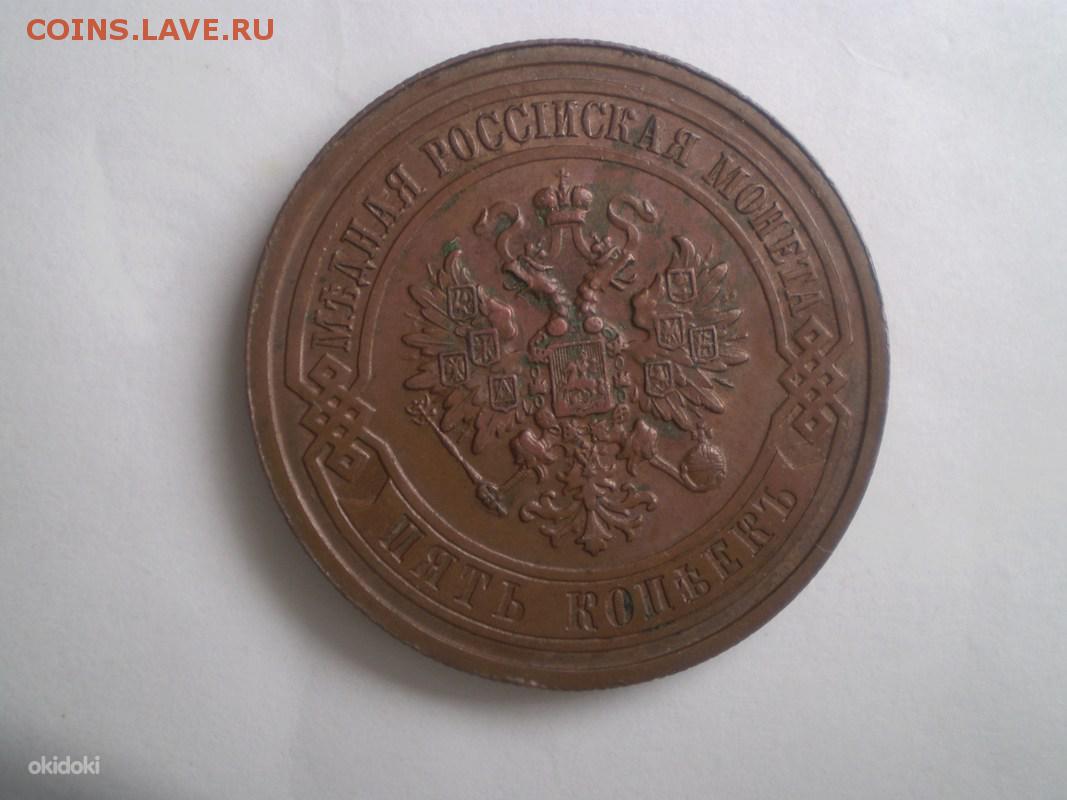 COINS.LAVE.RU
МѢДНАЯ РОССІЙСКАЯ МОНЕТА
ПЯТЬ КОПѢЕКЪ
okidoki